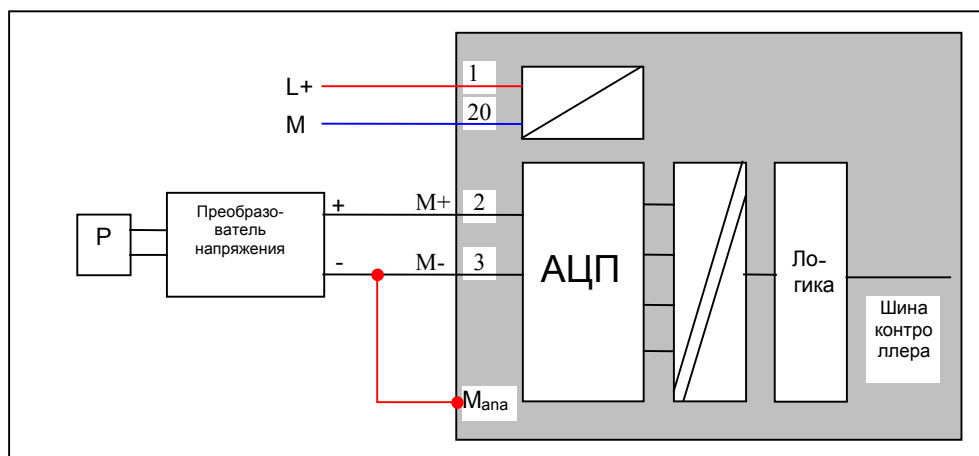 L+
1
M
20
P
Преобразо-
ватель
напряжения
+
M+
2
-
M-
3
АЦП
Ло-
гика
Шина
контро
ллера
Mana